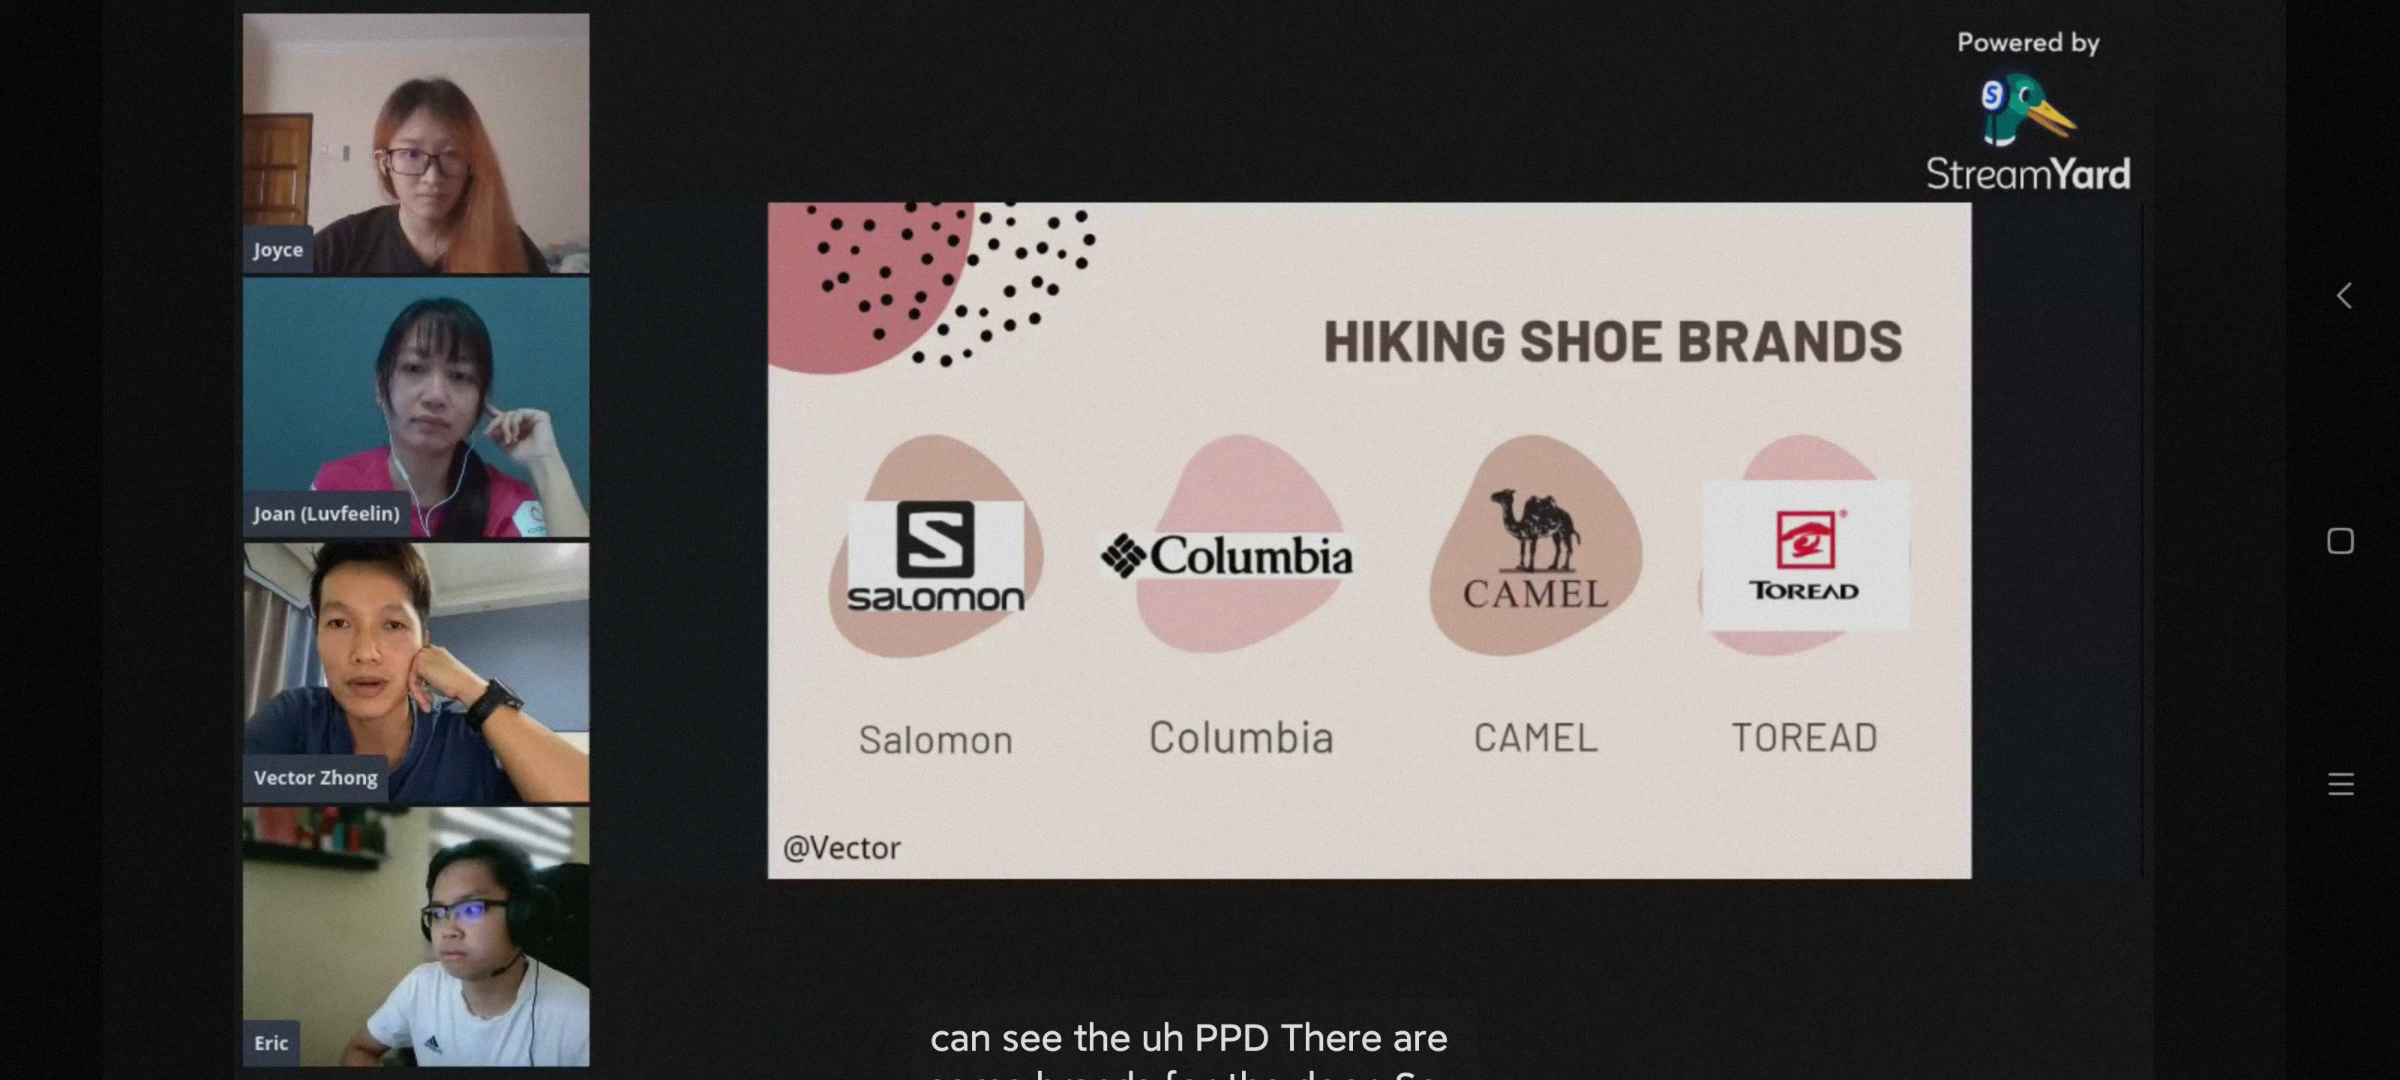 Joyce
Joan (Luvfeelin)
Vector Zhong
Eric
Powered by
S
StreamYard
HIKING SHOE BRANDS
S
SALOMON
Columbia
CAMEL
®
TOREAD
Salomon
Columbia
CAMEL
TOREAD
@Vector
can see the uh PPD There are